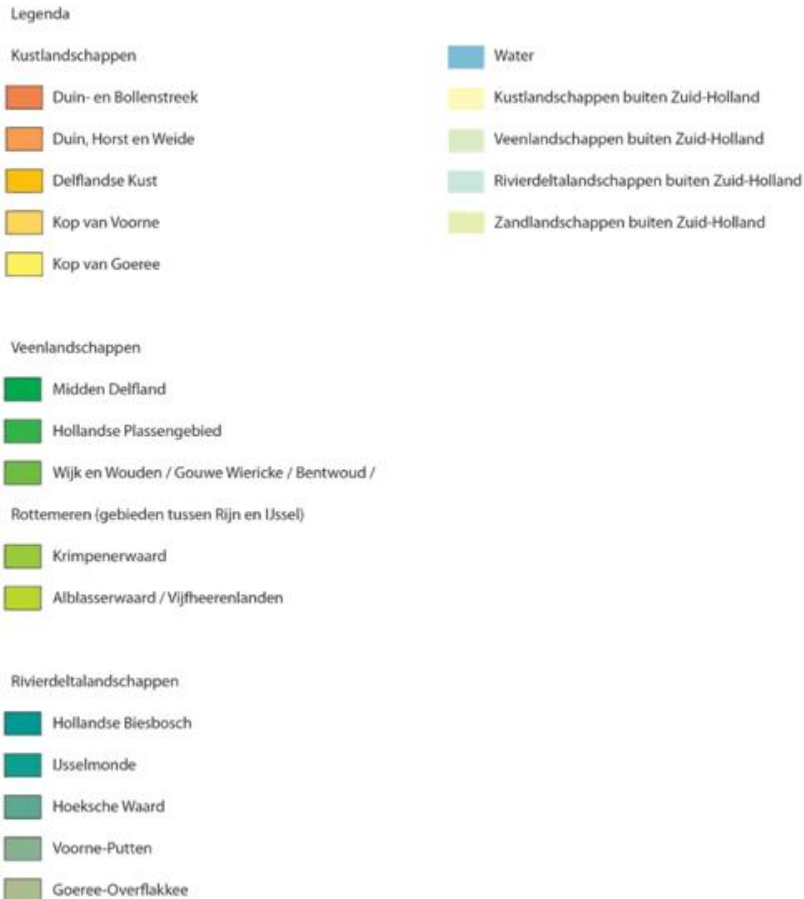 Legenda
Kustlandschappen
Duin- en Bollenstreek
Duin, Horst en Weide
Delflandse Kust
Kop van Voorne
Kop van Goeree
Water
Kustlandschappen buiten Zuid-Holland
Veenlandschappen buiten Zuid-Holland
Rivierdeltalandschappen buiten Zuid-Holland
Zandlandschappen buiten Zuid-Holland
Veenlandschappen
Midden Delfland
Hollandse Plassengebied
Wijk en Wouden / Gouwe Wiericke / Bentwoud /
Rottemeren (gebieden tussen Rijn en IJssel)
Krimpenerwaard
Alblasserwaard / Vijfheerenlanden
Rivierdeltalandschappen
Hollandse Biesbosch
IJsselmonde
Hoeksche Waard
Voorne-Putten
Goeree-Overflakkee